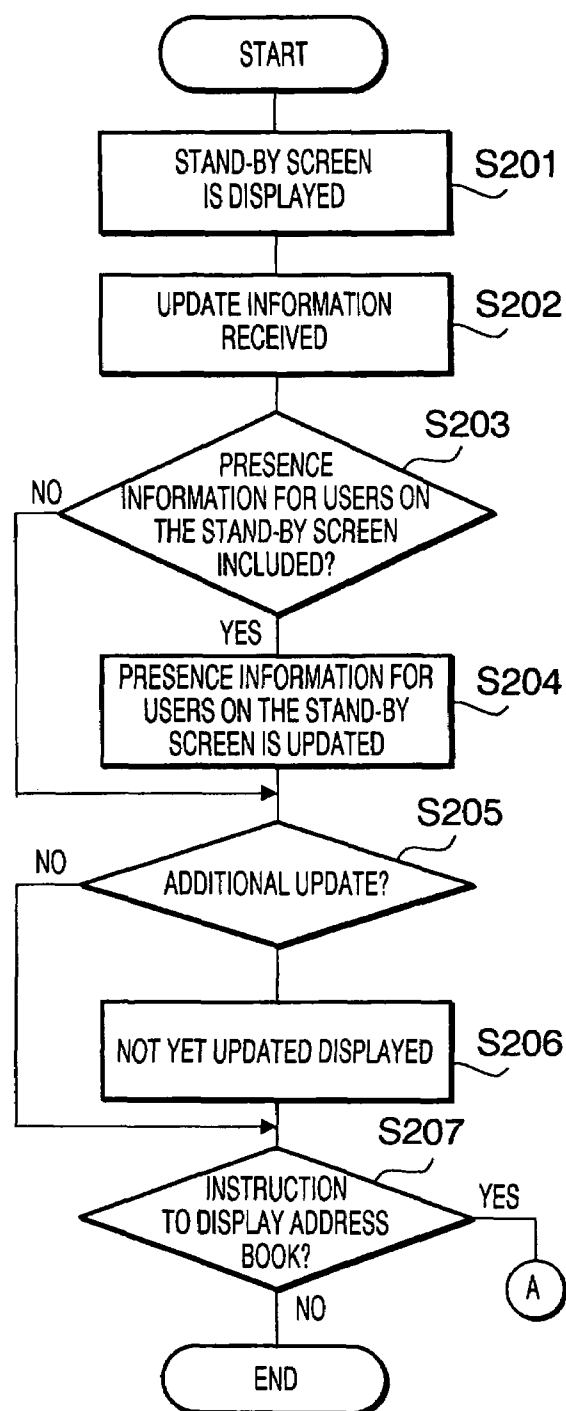 START
STAND-BY SCREEN
IS DISPLAYED
S201
UPDATE INFORMATION
RECEIVED
S202
S203
PRESENCE
INFORMATION FOR USERS ON
THE STAND-BY SCREEN
INCLUDED?
NO
YES
PRESENCE INFORMATION FOR
USERS ON THE STAND-BY
SCREEN IS UPDATED
S204
S205
NO
ADDITIONAL UPDATE?
NOT YET UPDATED DISPLAYED
S206
S207
INSTRUCTION
TO DISPLAY ADDRESS
BOOK?
YES
A
NO
END